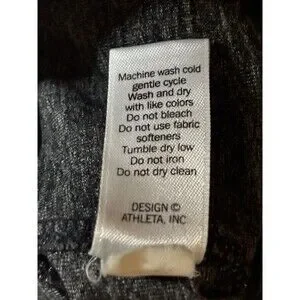 Machine wash cold
gentle cycle
Wash and dry
with like colors
Do not bleach
Do not use fabric
softeners
Tumble dry low
Do not iron
Do not dry clean
DESIGN ©
ATHLETA, INC